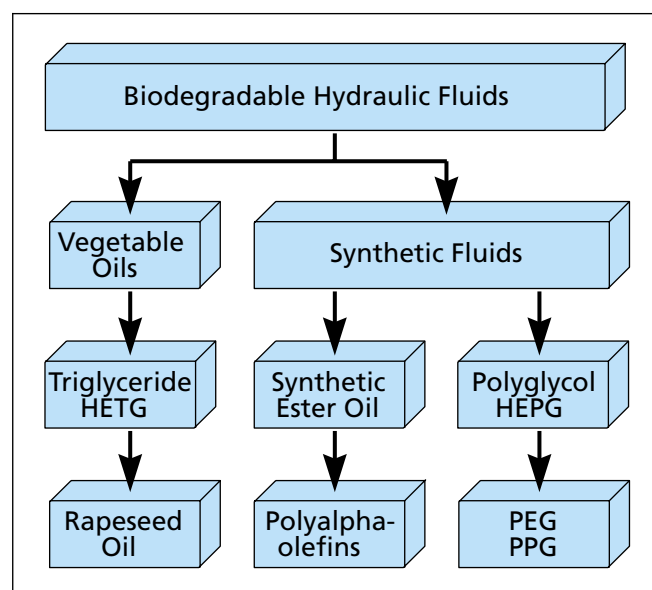 Biodegradable Hydraulic Fluids
Vegetable
Oils
Synthetic Fluids
Triglyceride
HETG
Synthetic
Ester Oil
Polyglycol
HEPG
Rapeseed
Oil
Polyalpha-
olefins
PEG
PPG